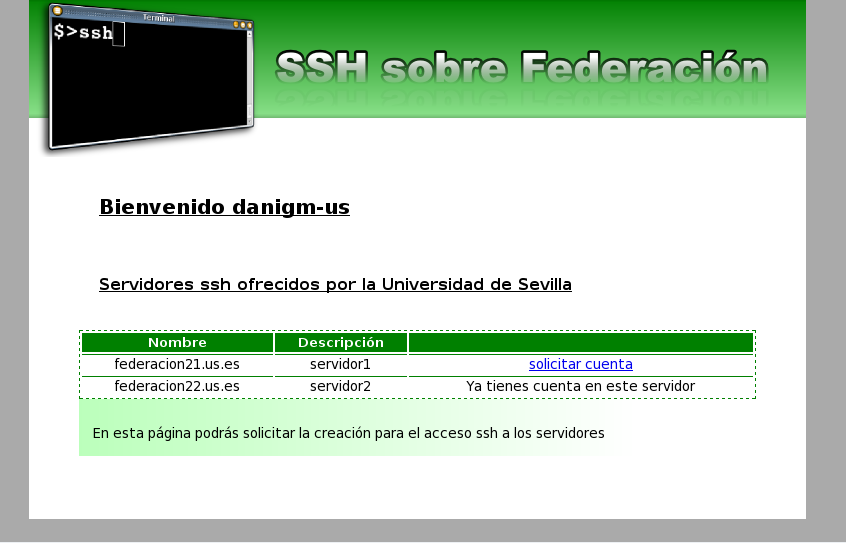 Terminal
$>ssh
SSH sobre Federación
Bienvenido danigm-us
Servidores ssh ofrecidos por la Universidad de Sevilla
Nombre Descripción
federacion21.us.es servidor1 solicitar cuenta
federacion22.us.es servidor2 Ya tienes cuenta en este servidor
En esta página podrás solicitar la creación para el acceso ssh a los servidores